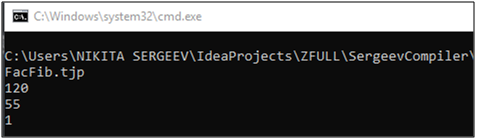 C:\Windows\system32\cmd.exe
C:\Users\NIKITA SERGEEV\IdeaProjects\ZFULL\SergeevCompiler\
FacFib.tjp
120
55
1